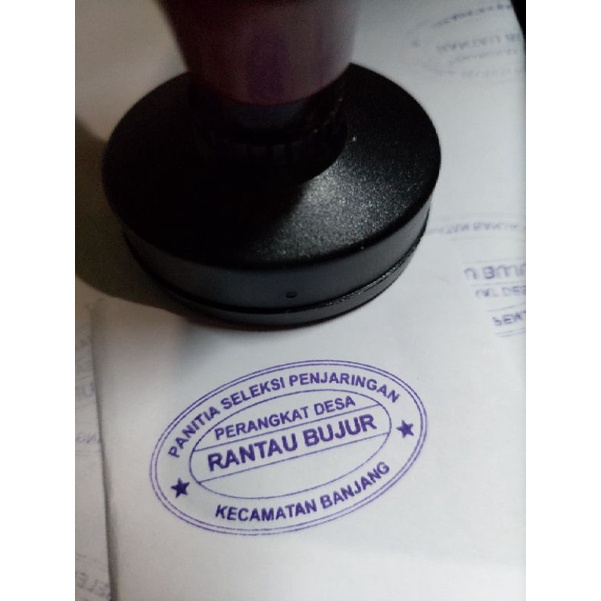 PANITIA SELEKSI PENJARINGAN
PERANGKAT DESA
RANTAU BUJUR
KECAMATAN BANJANG